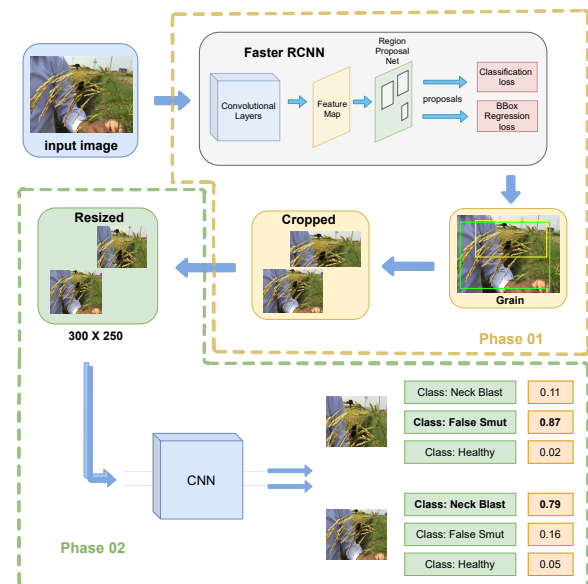 Faster RCNN
Region
Proposal
Net
Convolutional
Layers
Feature
Map
proposals
Classification
loss
BBox
Regression
loss
input image
Resized
Cropped
Grain
300 X 250
Phase 01
Class: Neck Blast 0.11
Class: False Smut 0.87
Class: Healthy 0.02
CNN
Class: Neck Blast 0.79
Class: False Smut 0.16
Class: Healthy 0.05
Phase 02